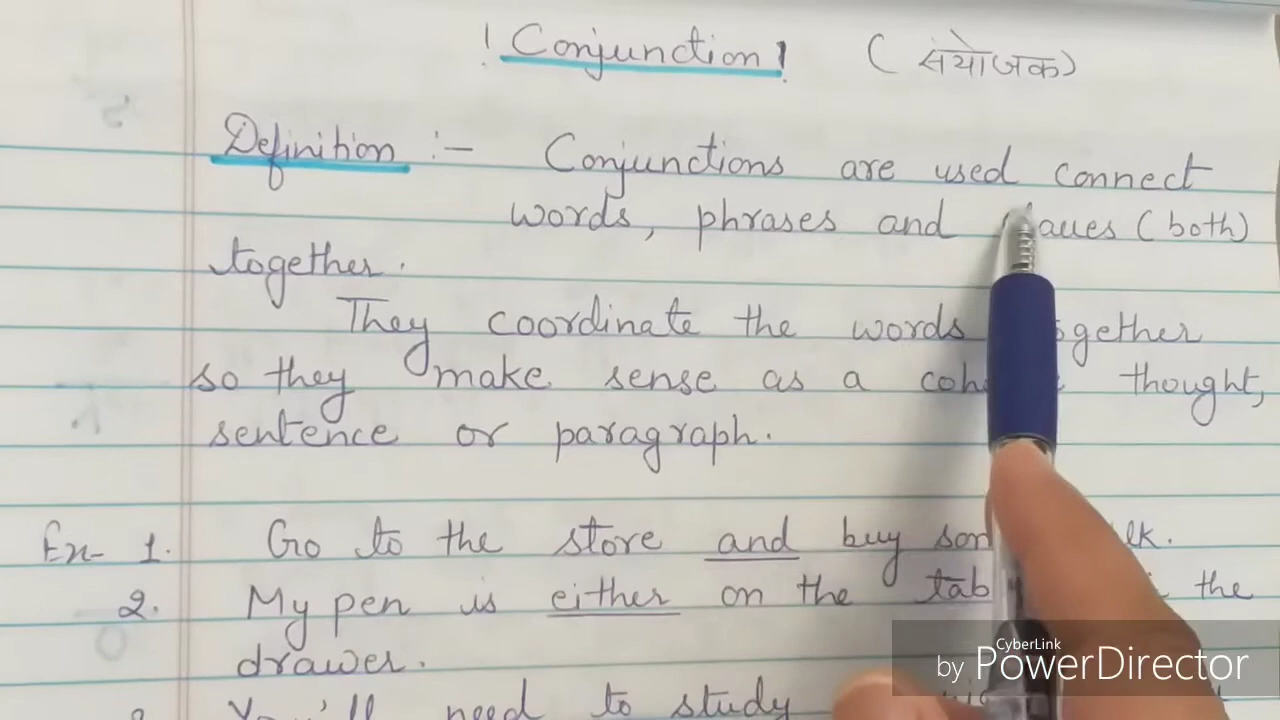 ! Conjunction ! ( संयोजक )
Definition :- Conjunctions are used connect
words, phrases and (both)
together.
They coordinate the words
so they make sense as a thought,
sentence or paragraph.
Ex- 1. Go to the store and buy
2. My pen is either on the the
drawer.
You'll need to study
CyberLink
by PowerDirector